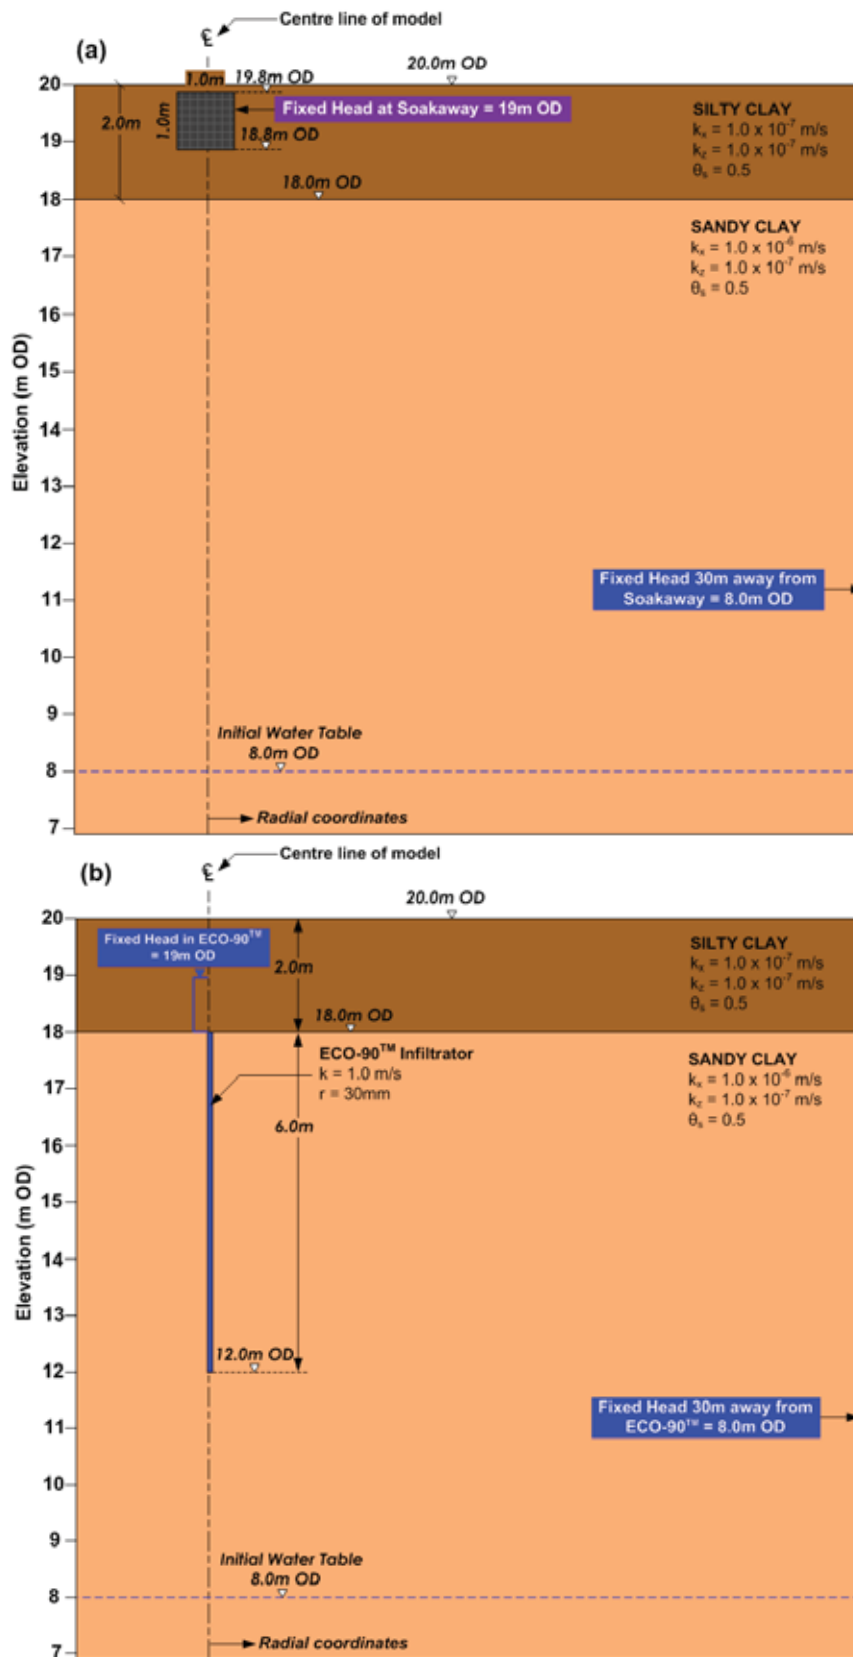 Centre line of model
(a)
℄
20.0m OD
1.0m
19.8m OD
20
Fixed Head at Soakaway = 19m OD
SILTY CLAY
kₓ = 1.0 x 10⁻⁷ m/s
k_z = 1.0 x 10⁻⁷ m/s
θₛ = 0.5
2.0m
1.0m
19
18.8m OD
18.0m OD
18
SANDY CLAY
kₓ = 1.0 x 10⁻⁶ m/s
k_z = 1.0 x 10⁻⁷ m/s
θₛ = 0.5
17
16
15
14
13
12
11
10
9
8
7
Elevation (m OD)
Fixed Head 30m away from
Soakaway = 8.0m OD
Initial Water Table
8.0m OD
Radial coordinates
Centre line of model
(b)
℄
20.0m OD
20
Fixed Head in ECO-90™
= 19m OD
2.0m
SILTY CLAY
kₓ = 1.0 x 10⁻⁷ m/s
k_z = 1.0 x 10⁻⁷ m/s
θₛ = 0.5
19
18.0m OD
18
ECO-90™ Infiltrator
k = 1.0 m/s
r = 30mm
SANDY CLAY
kₓ = 1.0 x 10⁻⁶ m/s
k_z = 1.0 x 10⁻⁷ m/s
θₛ = 0.5
17
6.0m
16
15
14
13
12.0m OD
12
11
10
9
8
7
Elevation (m OD)
Fixed Head 30m away from
ECO-90™ = 8.0m OD
Initial Water Table
8.0m OD
Radial coordinates